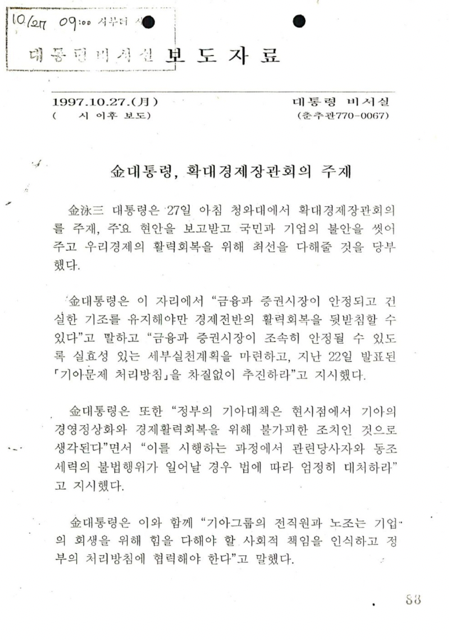 10/27 09:00 시부터
대통령비서실 보도자료
1997.10.27.(月) 대통령 비서실
( 시 이후 보도) (춘추관770-0067)
金대통령, 확대경제장관회의 주재
金泳三 대통령은 27일 아침 청와대에서 확대경제장관회의
를 주재, 주요 현안을 보고받고 국민과 기업의 불안을 씻어
주고 우리경제의 활력회복을 위해 최선을 다해줄 것을 당부
했다.
金대통령은 이 자리에서 "금융과 증권시장이 안정되고 건
실한 기조를 유지해야만 경제전반의 활력회복을 뒷받침할 수
있다"고 말하고 "금융과 증권시장이 조속히 안정될 수 있도
록 실효성 있는 세부실천계획을 마련하고, 지난 22일 발표된
「기아문제 처리방침」을 차질없이 추진하라"고 지시했다.
金대통령은 또한 "정부의 기아대책은 현시점에서 기아의
경영정상화와 경제활력회복을 위해 불가피한 조치인 것으로
생각된다"면서 "이를 시행하는 과정에서 관련당사자와 동조
세력의 불법행위가 일어날 경우 법에 따라 엄정히 대처하라"
고 지시했다.
金대통령은 이와 함께 "기아그룹의 전직원과 노조는 기업
의 회생을 위해 힘을 다해야 할 사회적 책임을 인식하고 정
부의 처리방침에 협력해야 한다"고 말했다.
83